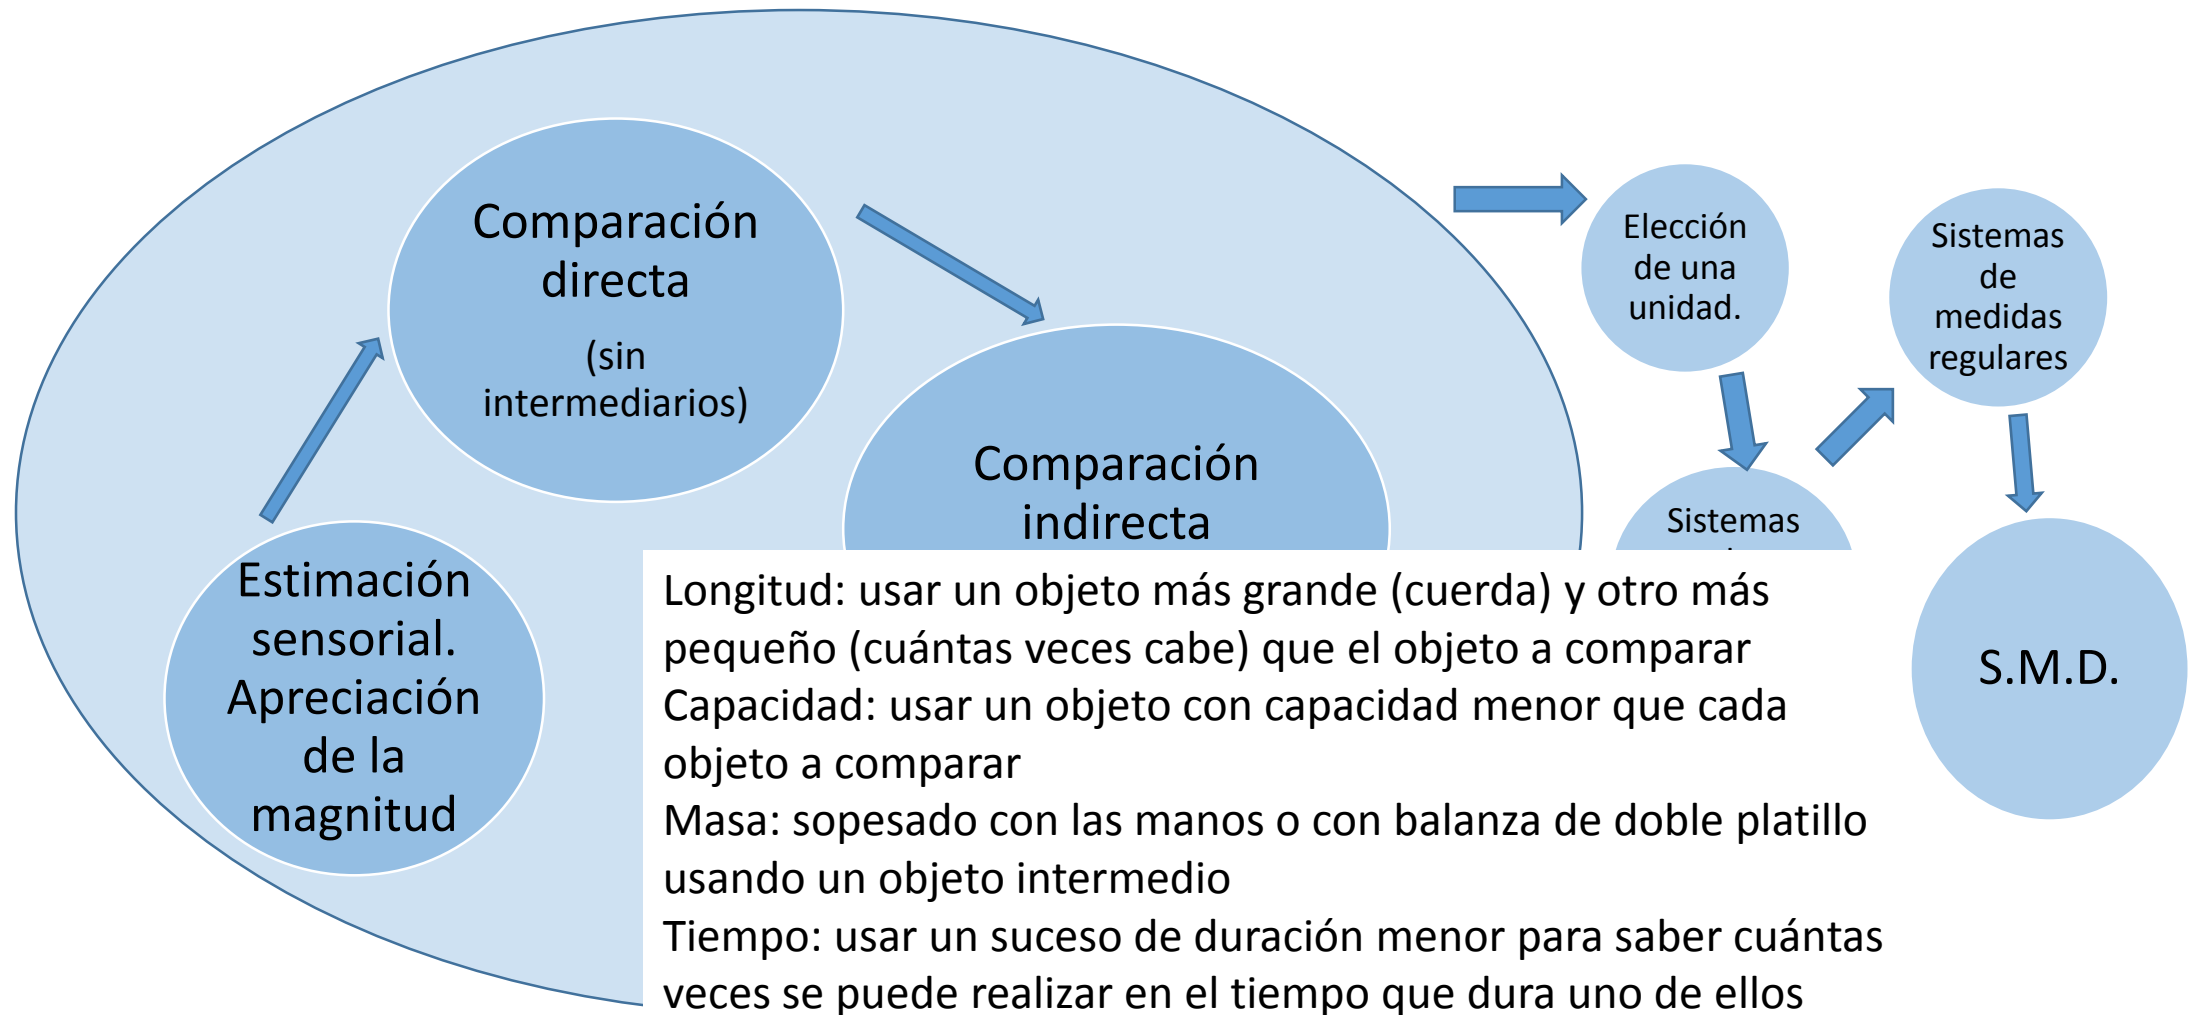 Comparación
directa
(sin
intermediarios)
Estimación
sensorial.
Apreciación
de la
magnitud
Comparación
indirecta
Elección
de una
unidad.
Sistemas
Sistemas
de
medidas
regulares
S.M.D.
Longitud: usar un objeto más grande (cuerda) y otro más
pequeño (cuántas veces cabe) que el objeto a comparar
Capacidad: usar un objeto con capacidad menor que cada
objeto a comparar
Masa: sopesado con las manos o con balanza de doble platillo
usando un objeto intermedio
Tiempo: usar un suceso de duración menor para saber cuántas
veces se puede realizar en el tiempo que dura uno de ellos